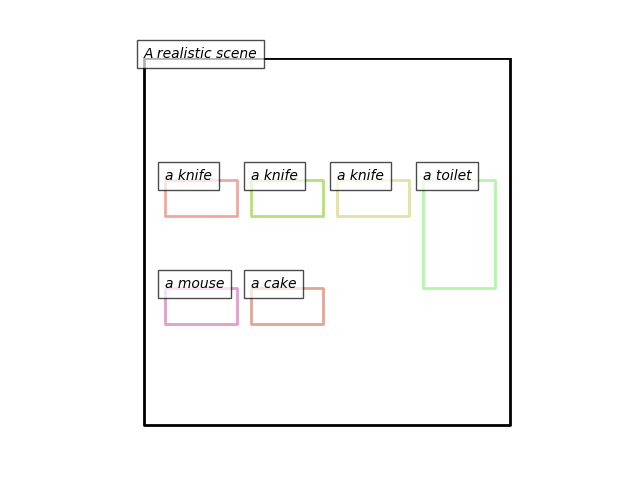 A realistic scene
a knife
a knife
a knife
a toilet
a mouse
a cake